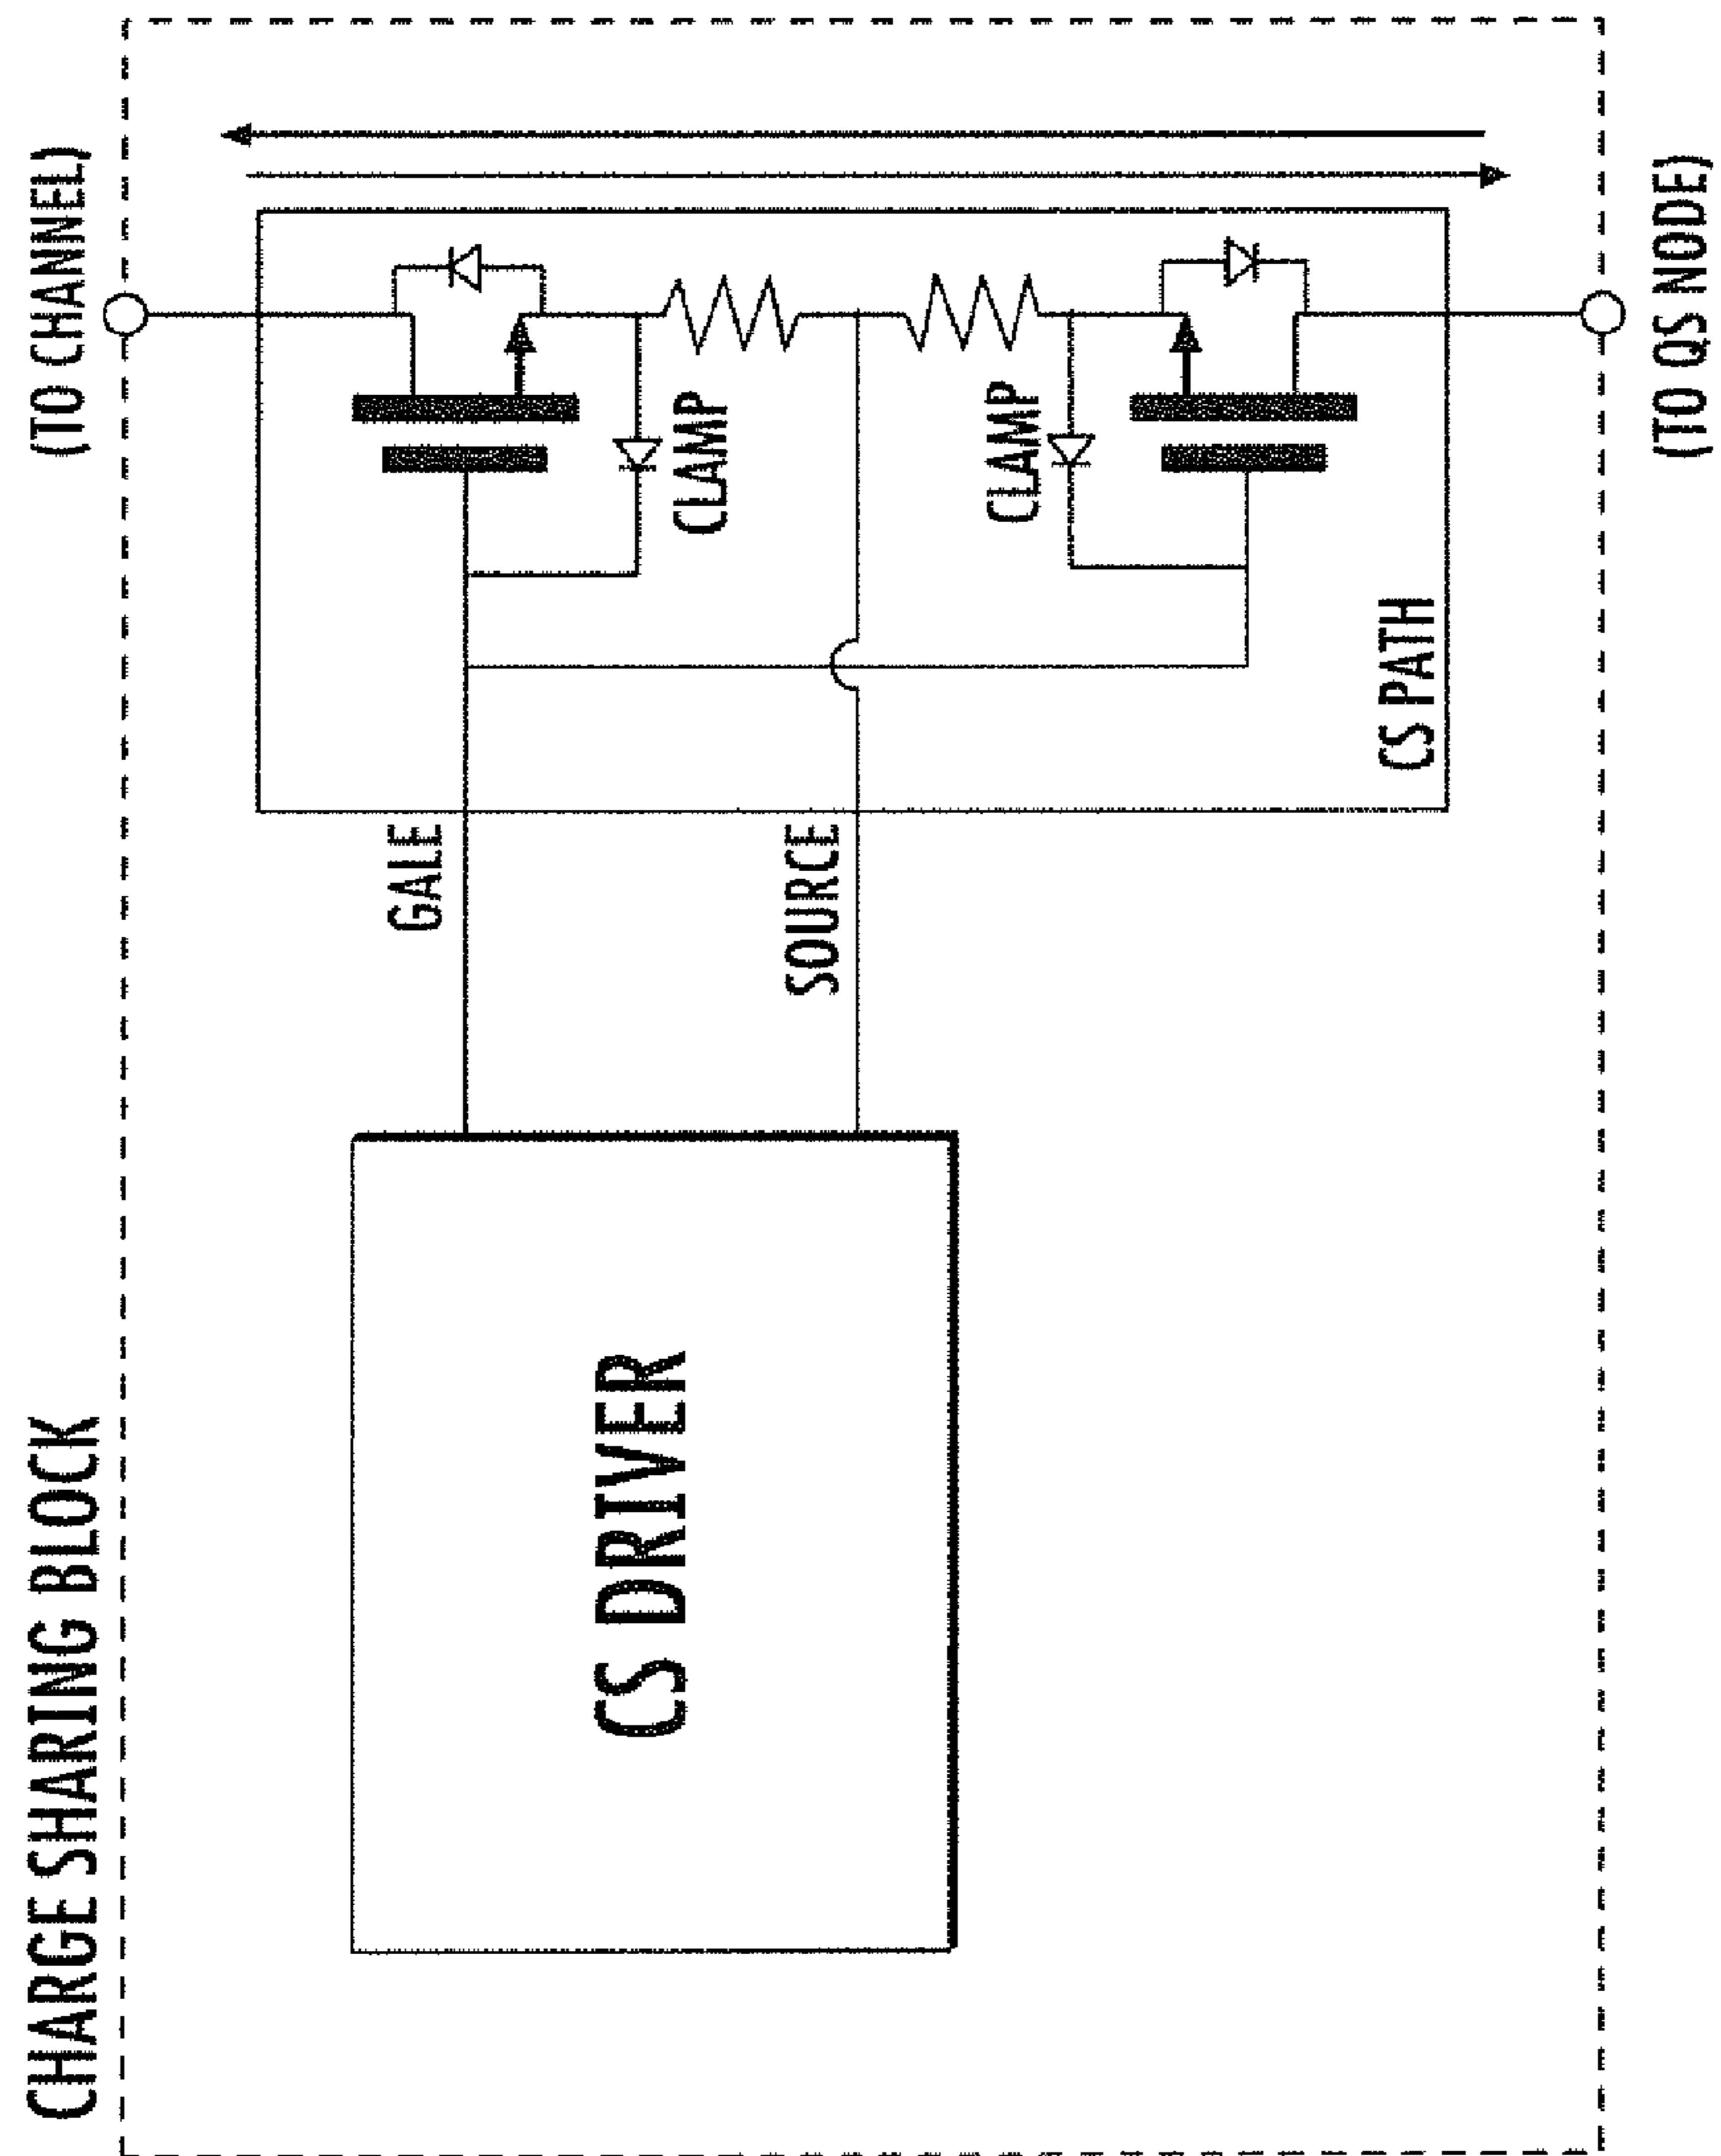 CHARGE SHARING BLOCK
(TO CHANNEL)
CS DRIVER
GALE
SOURCE
CLAMP
CLAMP
CS PATH
(TO QS NODE)